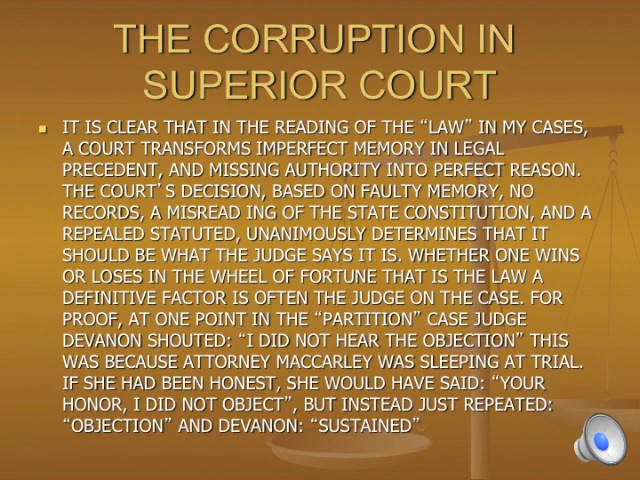 THE CORRUPTION IN
SUPERIOR COURT
IT IS CLEAR THAT IN THE READING OF THE “LAW” IN MY CASES,
A COURT TRANSFORMS IMPERFECT MEMORY IN LEGAL
PRECEDENT, AND MISSING AUTHORITY INTO PERFECT REASON.
THE COURT’S DECISION, BASED ON FAULTY MEMORY, NO
RECORDS, A MISREAD ING OF THE STATE CONSTITUTION, AND A
REPEALED STATUTED, UNANIMOUSLY DETERMINES THAT IT
SHOULD BE WHAT THE JUDGE SAYS IT IS. WHETHER ONE WINS
OR LOSES IN THE WHEEL OF FORTUNE THAT IS THE LAW A
DEFINITIVE FACTOR IS OFTEN THE JUDGE ON THE CASE. FOR
PROOF, AT ONE POINT IN THE “PARTITION” CASE JUDGE
DEVANON SHOUTED: “I DID NOT HEAR THE OBJECTION” THIS
WAS BECAUSE ATTORNEY MACCARLEY WAS SLEEPING AT TRIAL.
IF SHE HAD BEEN HONEST, SHE WOULD HAVE SAID: “YOUR
HONOR, I DID NOT OBJECT”, BUT INSTEAD JUST REPEATED:
“OBJECTION” AND DEVANON: “SUSTAINED”